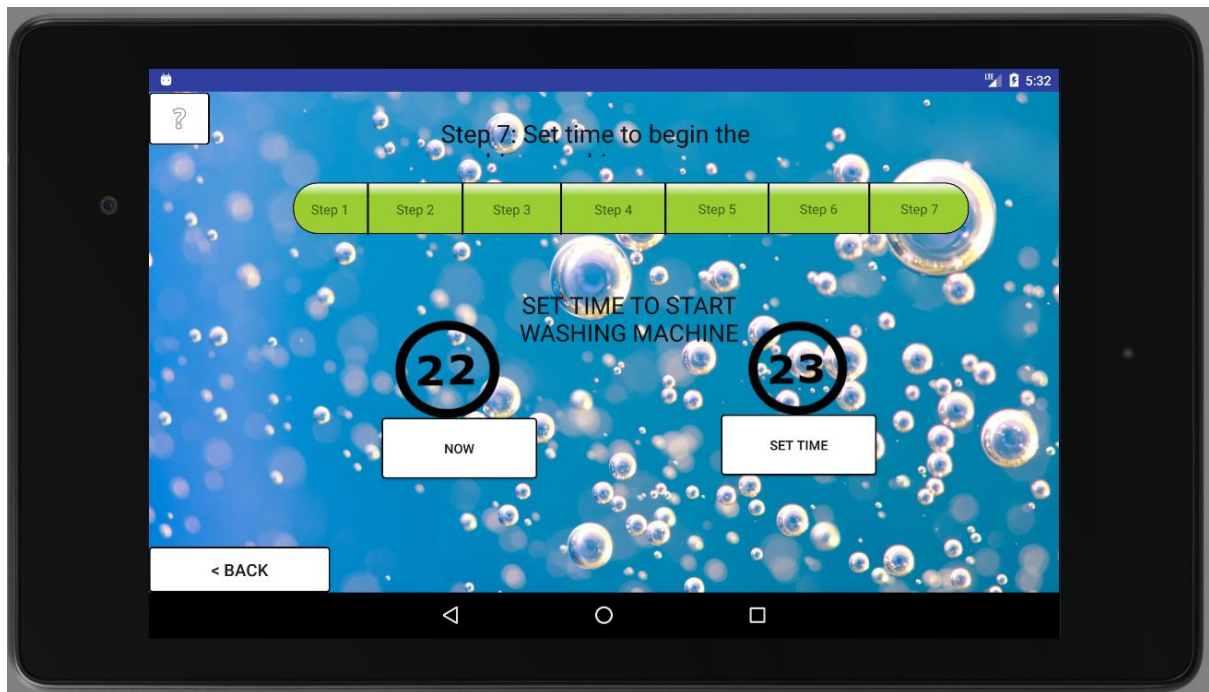 LTE 5:32
?
Step 7: Set time to begin the
Step 1 Step 2 Step 3 Step 4 Step 5 Step 6 Step 7
SET TIME TO START
WASHING MACHINE
22 23
NOW SET TIME
< BACK